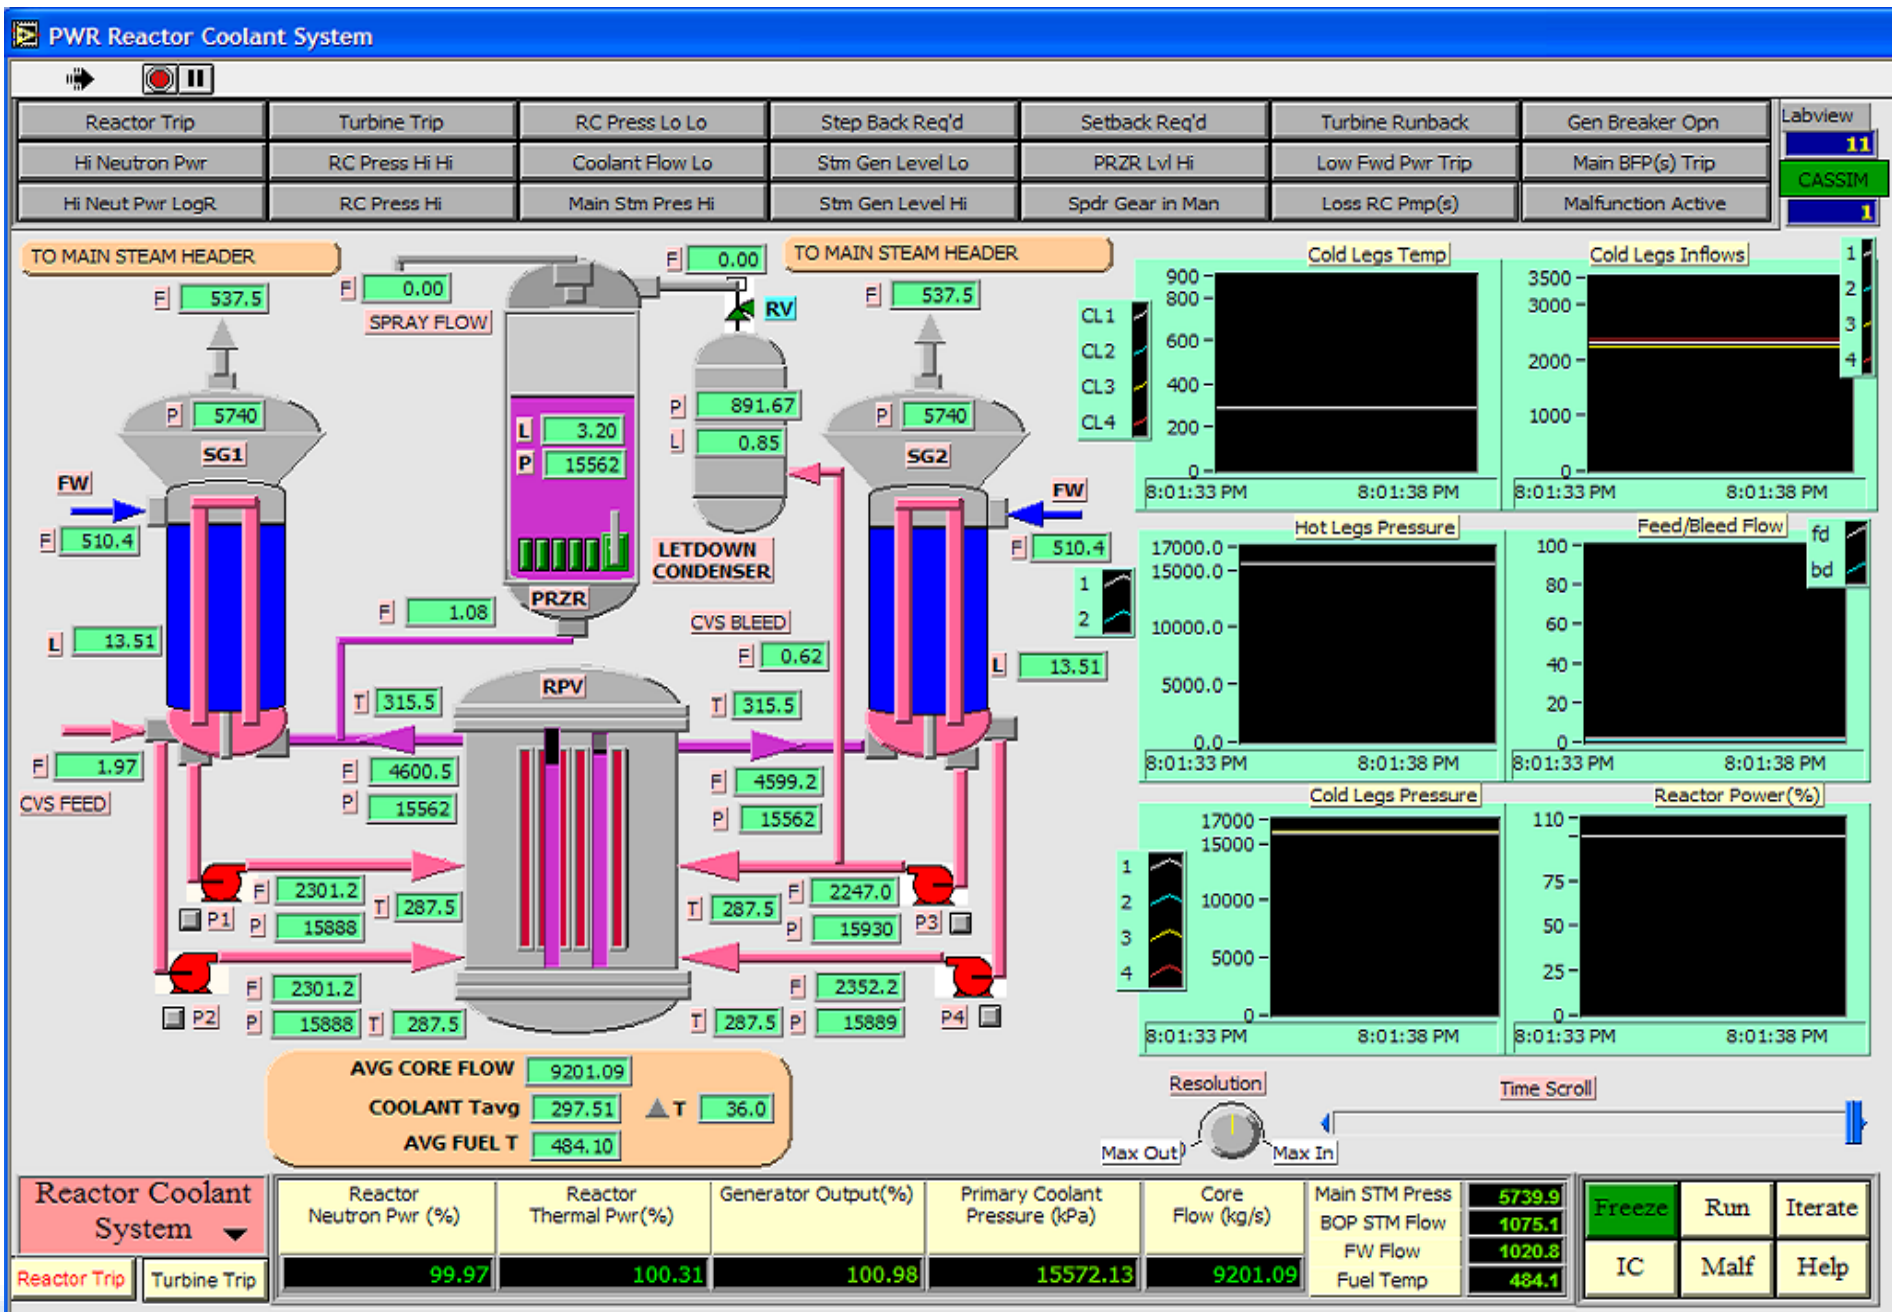 PWR Reactor Coolant System
Reactor Trip Turbine Trip RC Press Lo Lo Step Back Req'd Setback Req'd Turbine Runback Gen Breaker Opn Labview
11
Hi Neutron Pwr RC Press Hi Hi Coolant Flow Lo Stm Gen Level Lo PRZR Lvl Hi Low Fwd Pwr Trip Main BFP(s) Trip
CASSIM
Hi Neut Pwr LogR RC Press Hi Main Stm Pres Hi Stm Gen Level Hi Spdr Gear in Man Loss RC Pmp(s) Malfunction Active
1
TO MAIN STEAM HEADER
F 537.5
F 0.00
SPRAY FLOW
F 0.00
RV
TO MAIN STEAM HEADER
F 537.5
P 5740
SG1
L 3.20
P 15562
P 891.67
L 0.85
P 5740
SG2
FW
F 510.4
FW
F 510.4
LETDOWN
CONDENSER
PRZR
F 1.08
CVS BLEED
F 0.62
L 13.51
L 13.51
RPV
T 315.5
T 315.5
F 1.97
CVS FEED
F 4600.5
P 15562
F 4599.2
P 15562
F 2301.2
P1 P 15888
T 287.5
T 287.5
F 2247.0
P 15930
P3
F 2301.2
P2 P 15888 T 287.5
F 2352.2
T 287.5 P 15889
P4
AVG CORE FLOW 9201.09
COOLANT Tavg 297.51 T 36.0
AVG FUEL T 484.10
Cold Legs Temp
CL1
CL2
CL3
CL4
900
800
600
400
200
0
8:01:33 PM 8:01:38 PM
Cold Legs Inflows
1
2
3
4
3500
3000
2000
1000
0
8:01:33 PM 8:01:38 PM
Hot Legs Pressure
1
2
17000.0
15000.0
10000.0
5000.0
0.0
8:01:33 PM 8:01:38 PM
Feed/Bleed Flow
fd
bd
100
80
60
40
20
0
8:01:33 PM 8:01:38 PM
Cold Legs Pressure
1
2
3
4
17000
15000
10000
5000
0
8:01:33 PM 8:01:38 PM
Reactor Power(%)
110
75
50
25
0
8:01:33 PM 8:01:38 PM
Resolution
Max Out Max In
Time Scroll
Reactor Coolant
System
Reactor Trip Turbine Trip
Reactor
Neutron Pwr (%)
99.97
Reactor
Thermal Pwr(%)
100.31
Generator Output(%)
100.98
Primary Coolant
Pressure (kPa)
15572.13
Core
Flow (kg/s)
9201.09
Main STM Press 5739.9
BOP STM Flow 1075.1
FW Flow 1020.8
Fuel Temp 484.1
Freeze Run Iterate
IC Malf Help